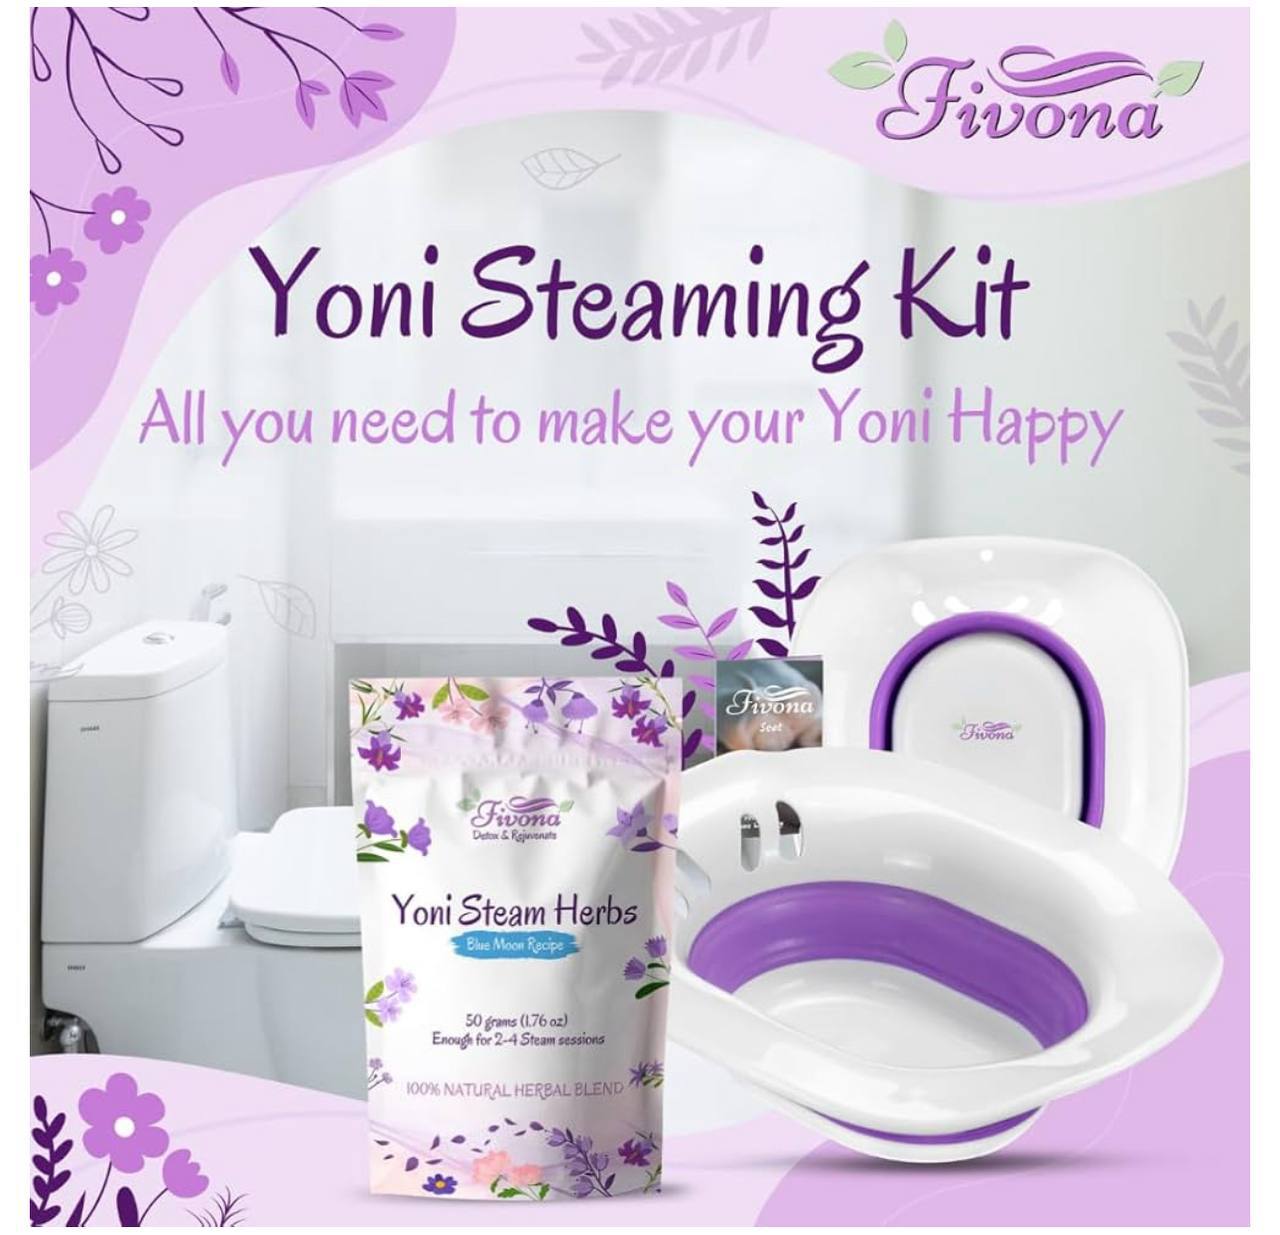 Fivona
Yoni Steaming Kit
All you need to make your Yoni Happy
Fivona
Seat
Fivona
Fivona
Detox & Rejuvenate
Yoni Steam Herbs
Blue Moon Recipe
50 grams (1.76 oz)
Enough for 2-4 Steam sessions
100% NATURAL HERBAL BLEND